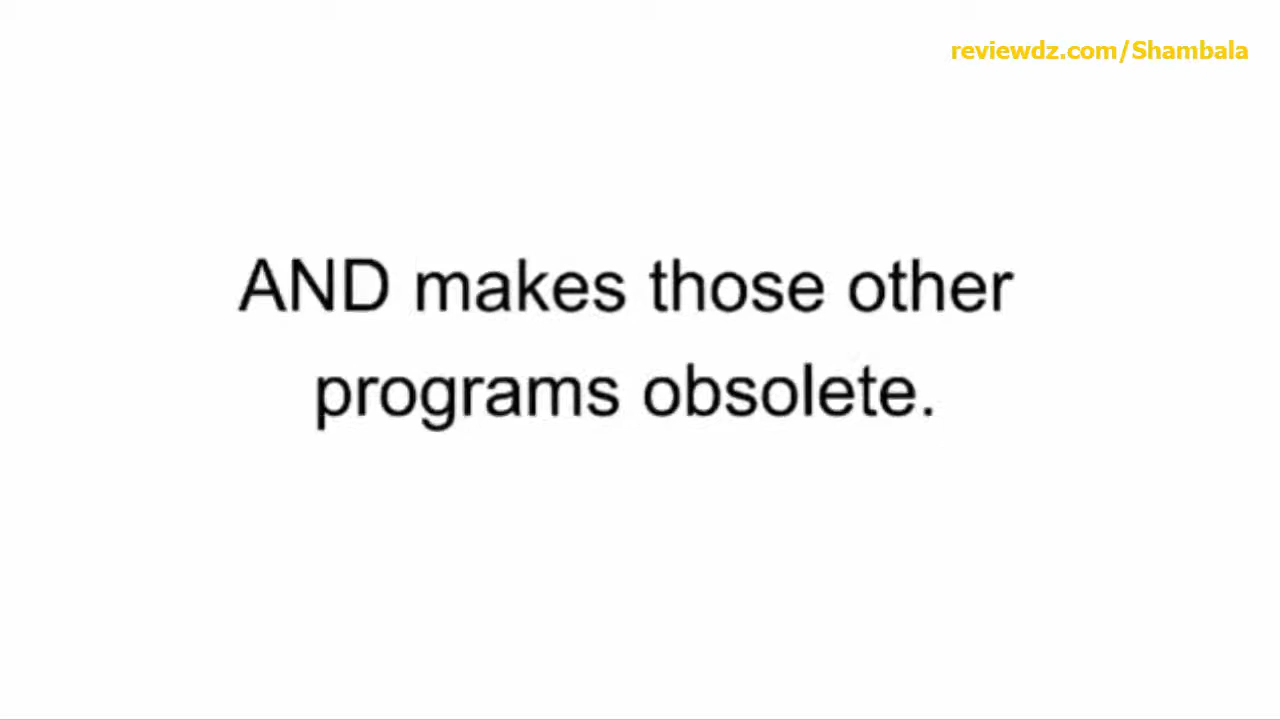 reviewdz.com/Shambala
AND makes those other
programs obsolete.